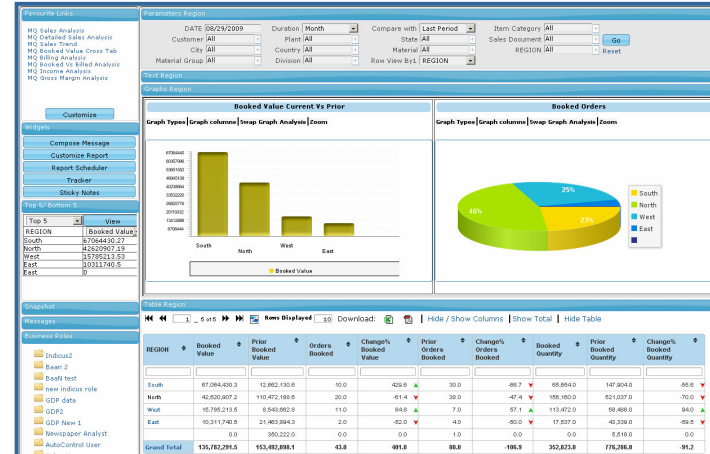 Favourite Links
MQ Sales Analysis
MQ Detailed Sales Analysis
MQ Sales Trend
MQ Booked Value Cross Tab
MQ Billing Analysis
MQ Booked Vs Billed Analysis
MQ Income Analysis
MQ Gross Margin Analysis
Customize
Widgets
Compose Message
Customize Report
Report Scheduler
Tracker
Sticky Notes
Top 5/ Bottom 5
Top 5 View
REGION Booked Value
South 67064430.27
North 42620907.19
West 15785213.53
East 10311740.5
East 0
Snapshot
Messages
Business Roles
Indicus2
Baan 2
BaaN test
new indicus role
GDP data
GDP2
GDP New 1
Newspaper Analyst
AutoControl User
Parameters Region
DATE 08/29/2009 Duration Month Compare with Last Period Item Category All
Customer All Plant All State All Sales Document All Go
City All Country All Material All REGION All Reset
Material Group All Division All Row View By1 REGION
Text Region
Graphs Region
Booked Value Current Vs Prior
Graph Types|Graph columns|Swap Graph Analysis|Zoom
67064440
60357996
53651552
46945108
40238664
33532220
26825776
20119332
13412888
6706444
South
North
West
East
Booked Value
Booked Orders
Graph Types|Graph columns|Swap Graph Analysis|Zoom
25%
46%
23%
South
North
West
East
Table Region
1 _ 5 of 5 Rows Displayed 10 Download: | Hide / Show Columns |Show Total | Hide Table
REGION Booked Value Prior Booked Value Orders Booked Change% Booked Value Prior Orders Booked Change% Orders Booked Booked Quantity Prior Booked Quantity Change% Booked Quantity
South 67,064,430.3 12,662,130.6 10.0 429.6 30.0 -66.7 65,664.0 147,904.0 -55.6
North 42,620,907.2 110,472,188.6 20.0 -61.4 38.0 -47.4 156,160.0 521,037.0 -70.0
West 15,785,213.5 8,543,662.8 11.0 84.8 7.0 57.1 113,472.0 58,488.0 94.0
East 10,311,740.5 21,463,894.3 2.0 -52.0 4.0 -50.0 17,537.0 43,339.0 -59.5
0.0 350,222.0 0.0 0.0 1.0 0.0 0.0 5,518.0 0.0
Grand Total 135,782,291.5 153,492,098.1 43.0 401.0 80.0 -106.9 352,823.0 776,286.0 -91.2